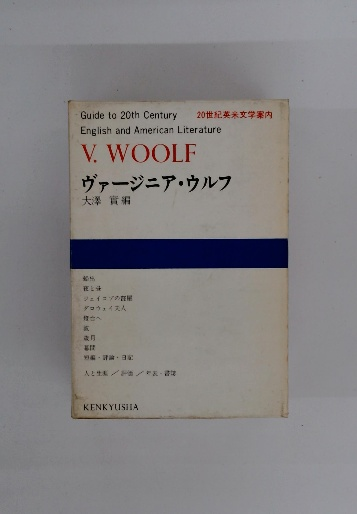 Guide to 20th Century 20世紀英米文学案内
English and American Literature
V. WOOLF
ヴァージニア・ウルフ
大澤 實 編
船出
夜と昼
ジェイコブの部屋
ダロウェイ夫人
燈台へ
波
歳月
幕間
短編・評論・日記
人と生涯／評価／年表・書誌
KENKYUSHA